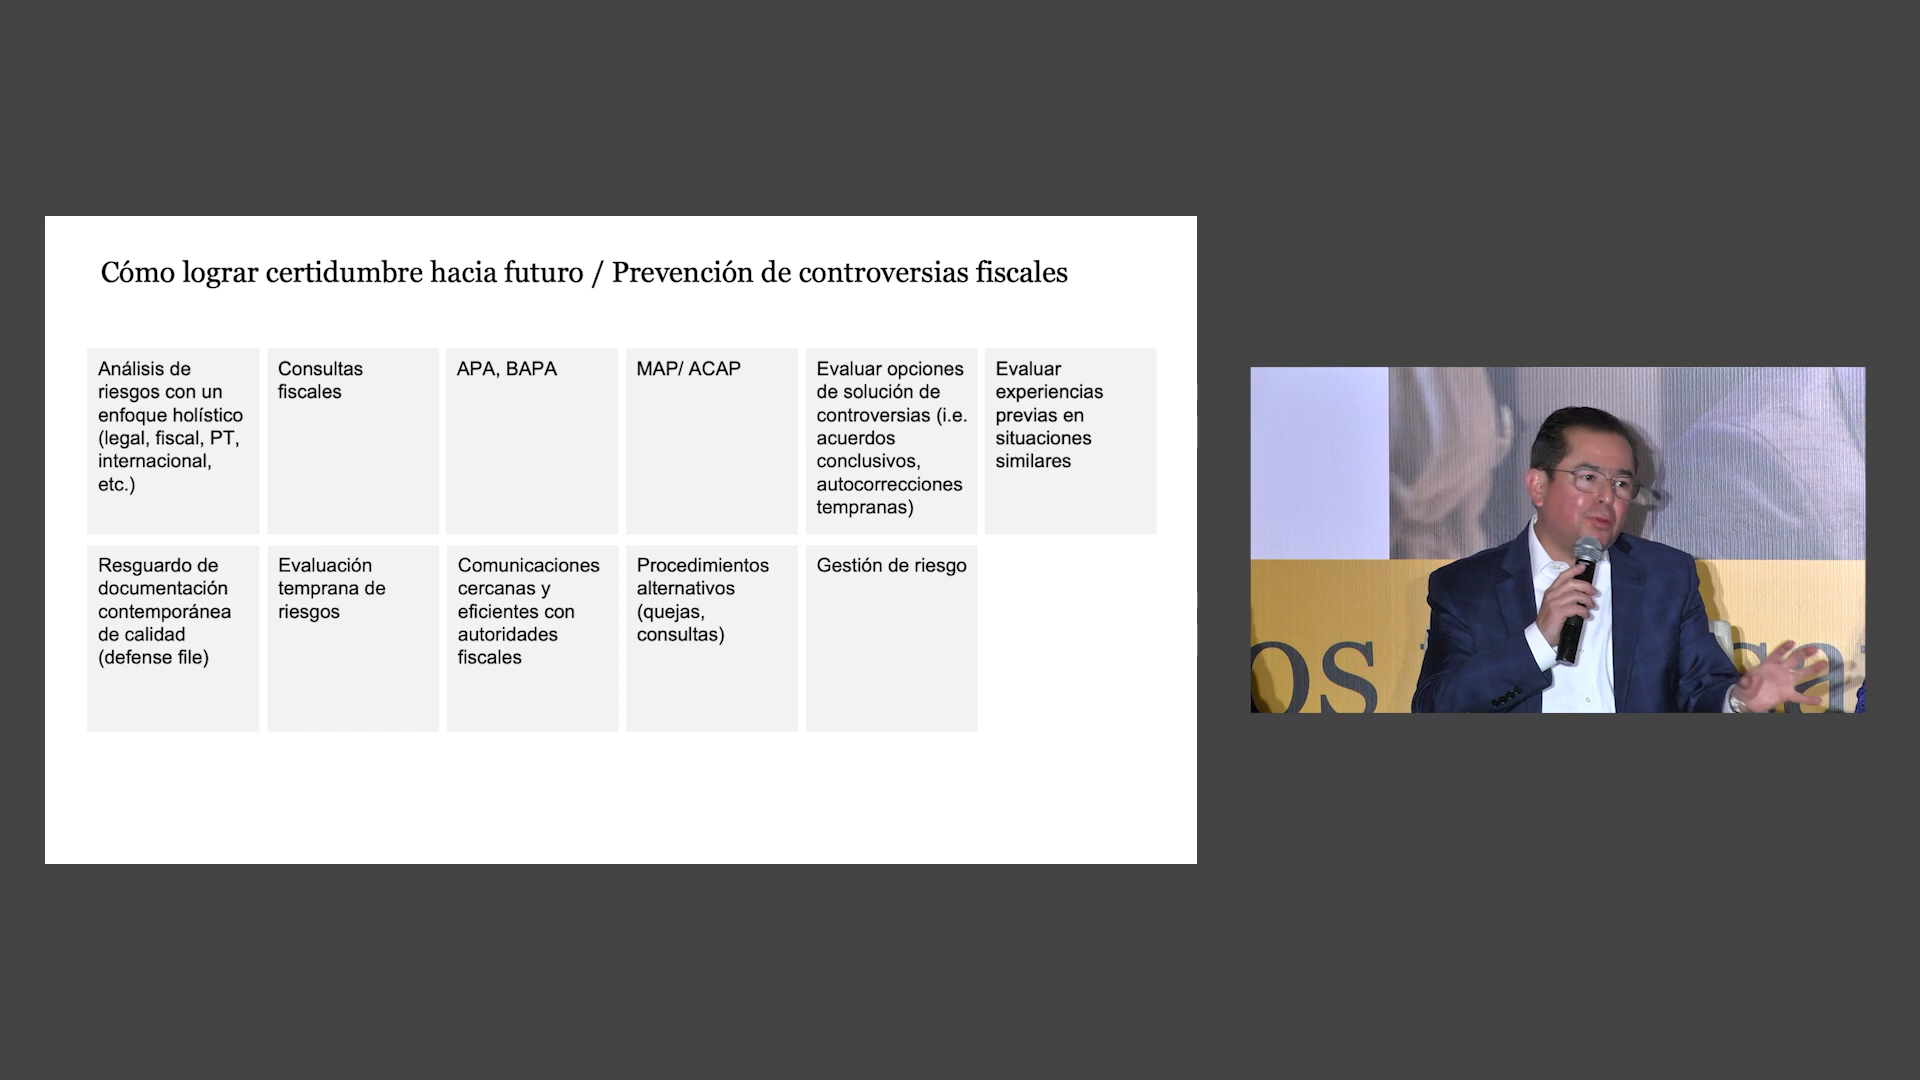 Cómo lograr certidumbre hacia futuro / Prevención de controversias fiscales
Análisis de
riesgos con un
enfoque holístico
(legal, fiscal, PT,
internacional,
etc.)
Consultas
fiscales
APA, BAPA
MAP/ ACAP
Evaluar opciones
de solución de
controversias (i.e.
acuerdos
conclusivos,
autocorrecciones
tempranas)
Evaluar
experiencias
previas en
situaciones
similares
Resguardo de
documentación
contemporánea
de calidad
(defense file)
Evaluación
temprana de
riesgos
Comunicaciones
cercanas y
eficientes con
autoridades
fiscales
Procedimientos
alternativos
(quejas,
consultas)
Gestión de riesgo